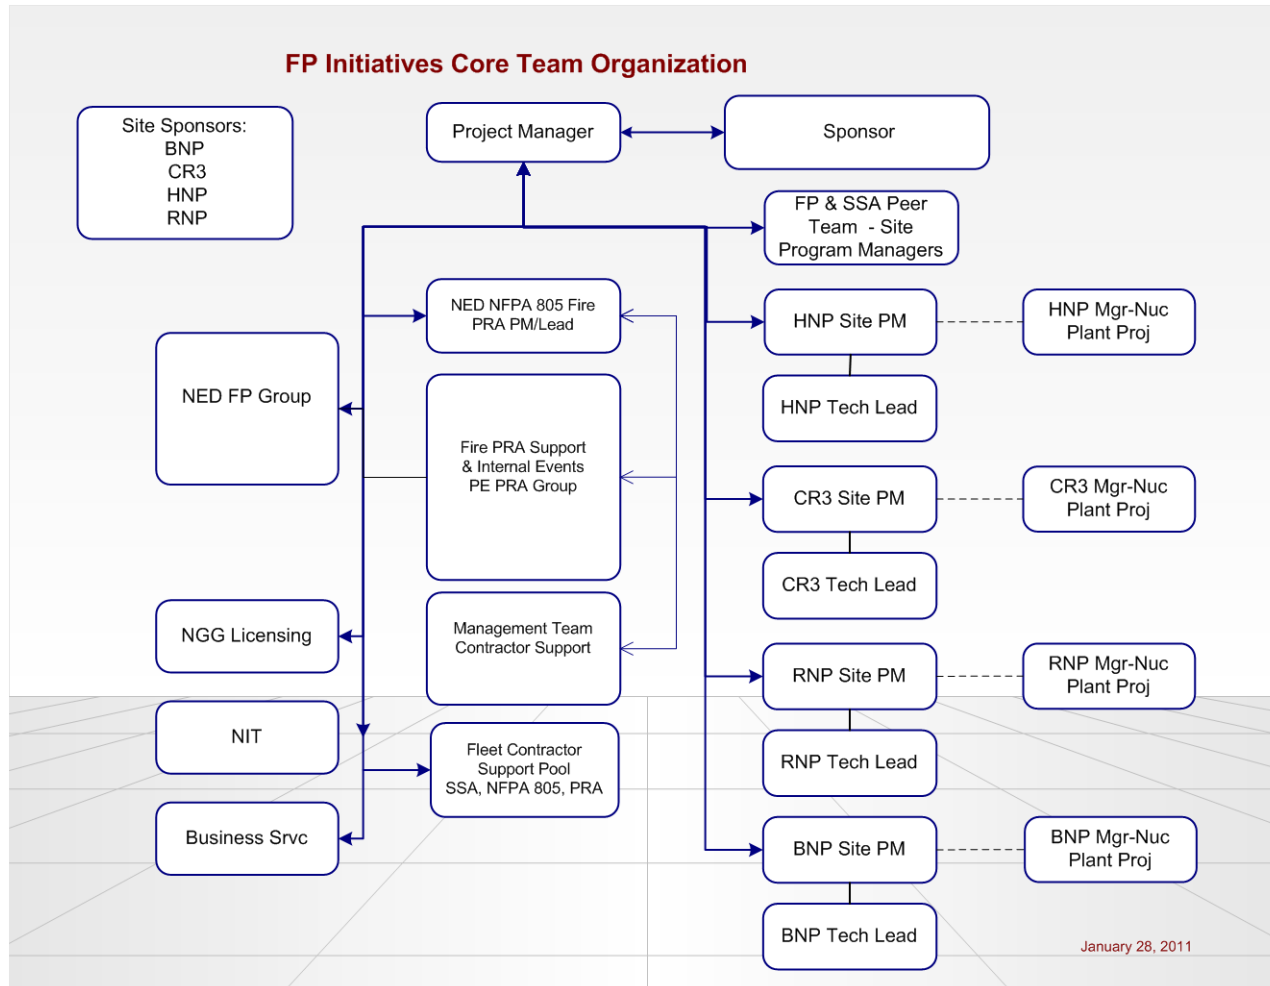 FP Initiatives Core Team Organization
Site Sponsors:
BNP
CR3
HNP
RNP
Project Manager
Sponsor
FP & SSA Peer
Team - Site
Program Managers
NED NFPA 805 Fire
PRA PM/Lead
HNP Site PM
HNP Mgr-Nuc
Plant Proj
NED FP Group
HNP Tech Lead
Fire PRA Support
& Internal Events
PE PRA Group
CR3 Site PM
CR3 Mgr-Nuc
Plant Proj
CR3 Tech Lead
NGG Licensing
Management Team
Contractor Support
RNP Site PM
RNP Mgr-Nuc
Plant Proj
NIT
Fleet Contractor
Support Pool
SSA, NFPA 805, PRA
RNP Tech Lead
Business Srvc
BNP Site PM
BNP Mgr-Nuc
Plant Proj
BNP Tech Lead
January 28, 2011